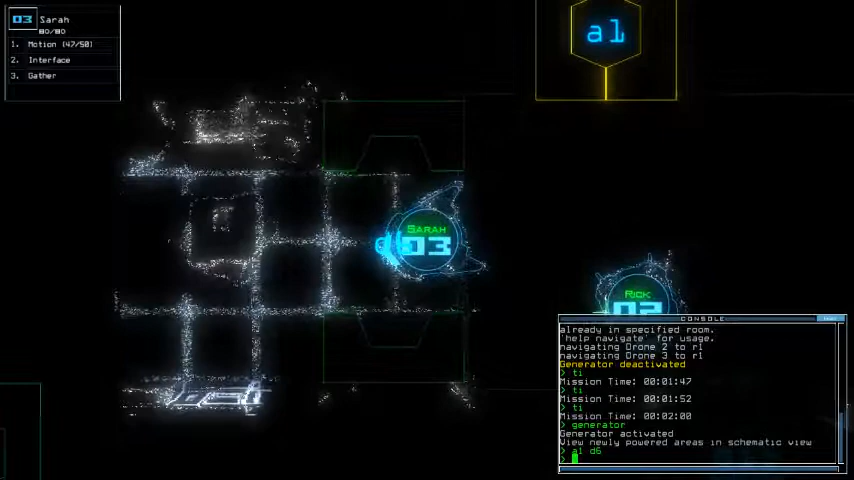 03 Sarah
80/80
1. Motion (47/50)
2. Interface
3. Gather
a1
SARAH
03
RICK
02
CONSOLE
already in specified room.
'help navigate' for usage.
navigating Drone 2 to r1
navigating Drone 3 to r1
Generator deactivated
> ti
Mission Time: 00:01:47
> ti
Mission Time: 00:01:52
> ti
Mission Time: 00:02:00
> generator
Generator activated
View newly powered areas in schematic view
> a1 d6
>